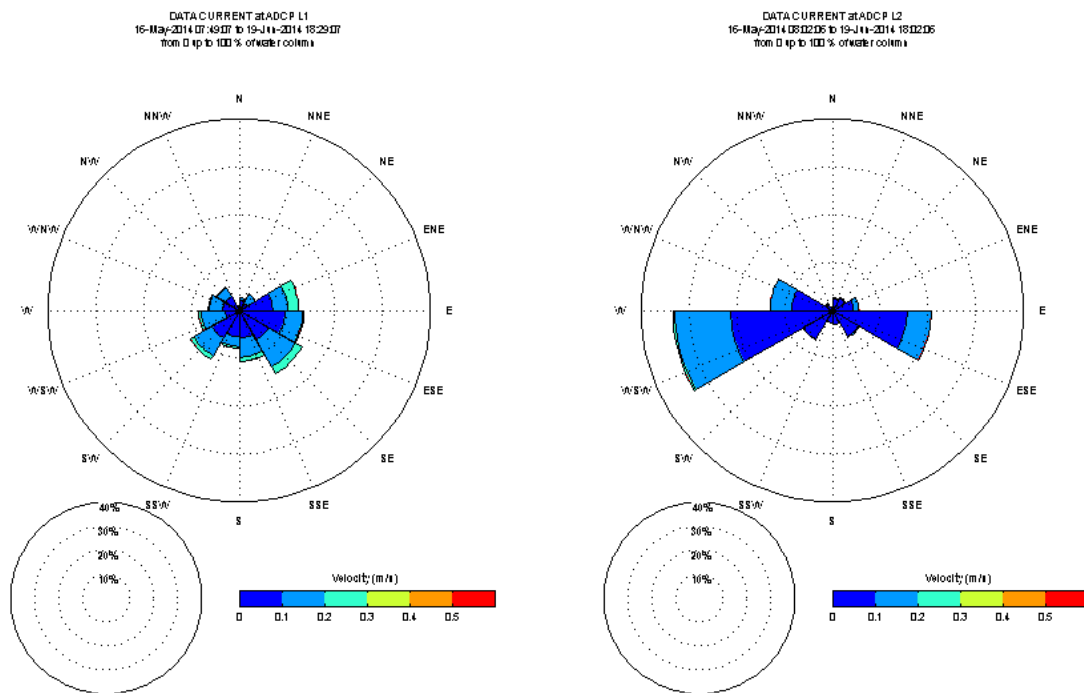 DATA CURRENT at ADCP L1
16-May-2014 07:49:07 to 19-Jun-2014 18:29:07
from 0 up to 100 % of water column
N
NNE
NE
ENE
E
ESE
SE
SSE
S
SSW
SW
WSW
W
WNW
NW
NNW
40%
30%
20%
10%
Velocity (m/s)
0 0.1 0.2 0.3 0.4 0.5
DATA CURRENT at ADCP L2
16-May-2014 08:02:06 to 19-Jun-2014 18:02:06
from 0 up to 100 % of water column
N
NNE
NE
ENE
E
ESE
SE
SSE
S
SSW
SW
WSW
W
WNW
NW
NNW
40%
30%
20%
10%
Velocity (m/s)
0 0.1 0.2 0.3 0.4 0.5